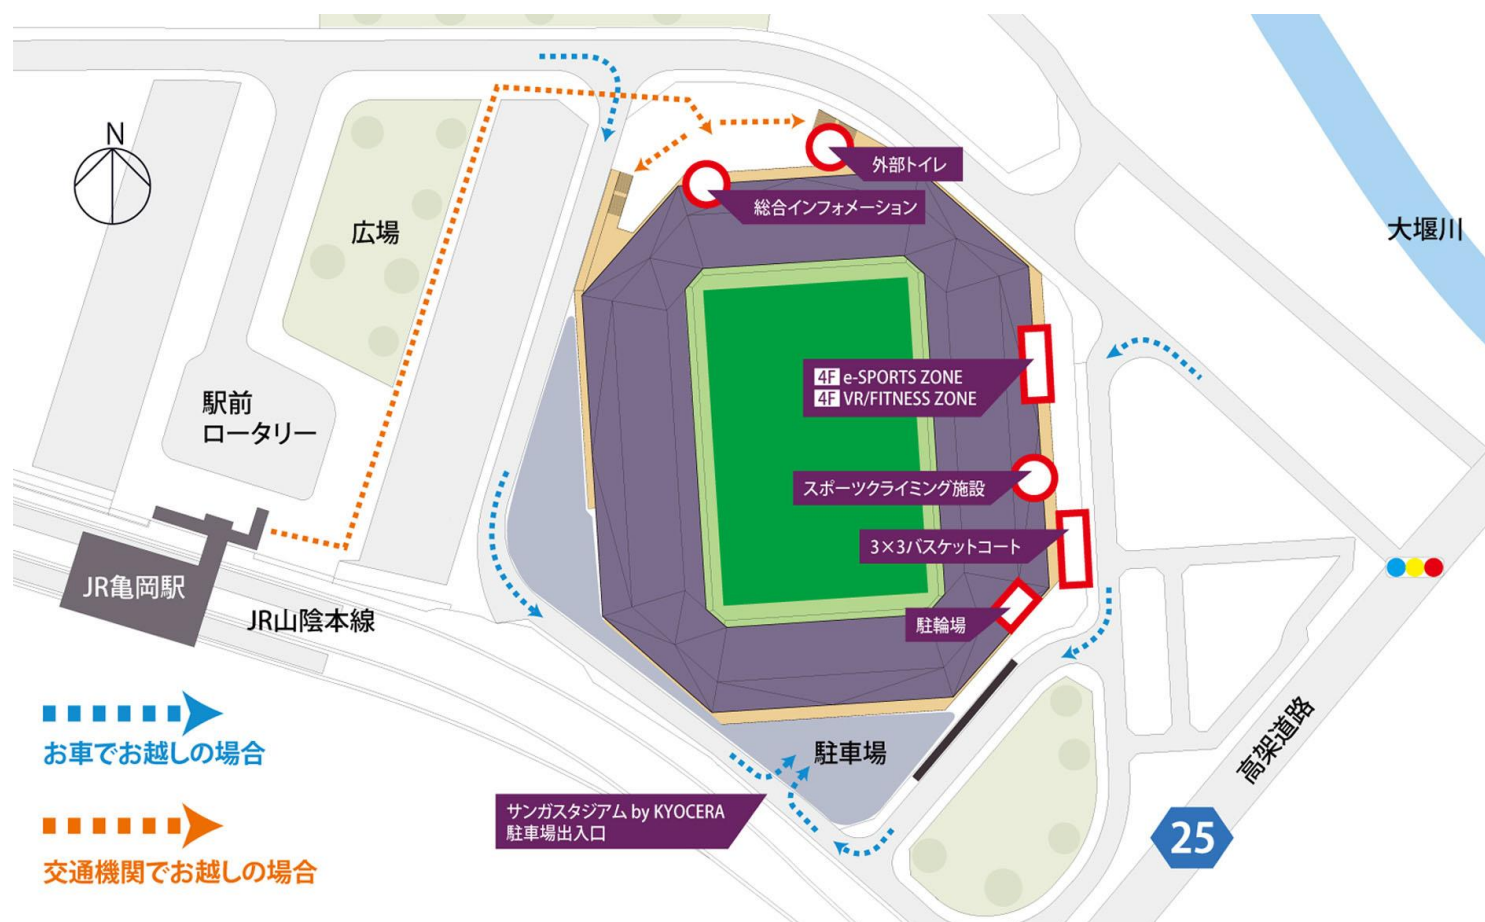 N
外部トイレ
総合インフォメーション
広場
大堰川
4F e-SPORTS ZONE
4F VR/FITNESS ZONE
駅前
ロータリー
スポーツクライミング施設
3×3バスケットコート
JR亀岡駅
JR山陰本線
駐輪場
お車でお越しの場合
駐車場
高架道路
サンガスタジアム by KYOCERA
駐車場出入口
25
交通機関でお越しの場合